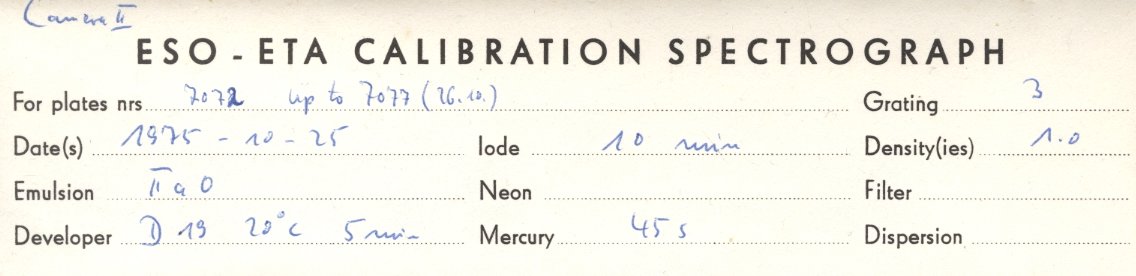 Camera II
ESO - ETA CALIBRATION SPECTROGRAPH
For plates nrs 7072 up to 7077 (26.10.) Grating 3
Date(s) 1975 - 10 - 25 Iode 10 min Density(ies) 1.0
Emulsion II a O Neon Filter
Developer D 19 20°C 5 min Mercury 45 s Dispersion